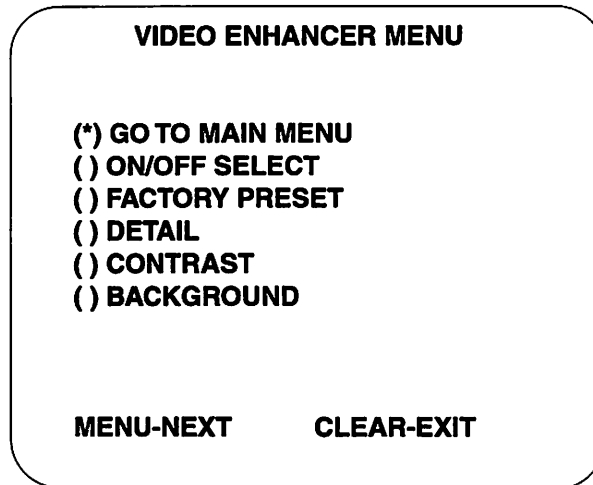 VIDEO ENHANCER MENU
(*) GO TO MAIN MENU
( ) ON/OFF SELECT
( ) FACTORY PRESET
( ) DETAIL
( ) CONTRAST
( ) BACKGROUND
MENU-NEXT CLEAR-EXIT